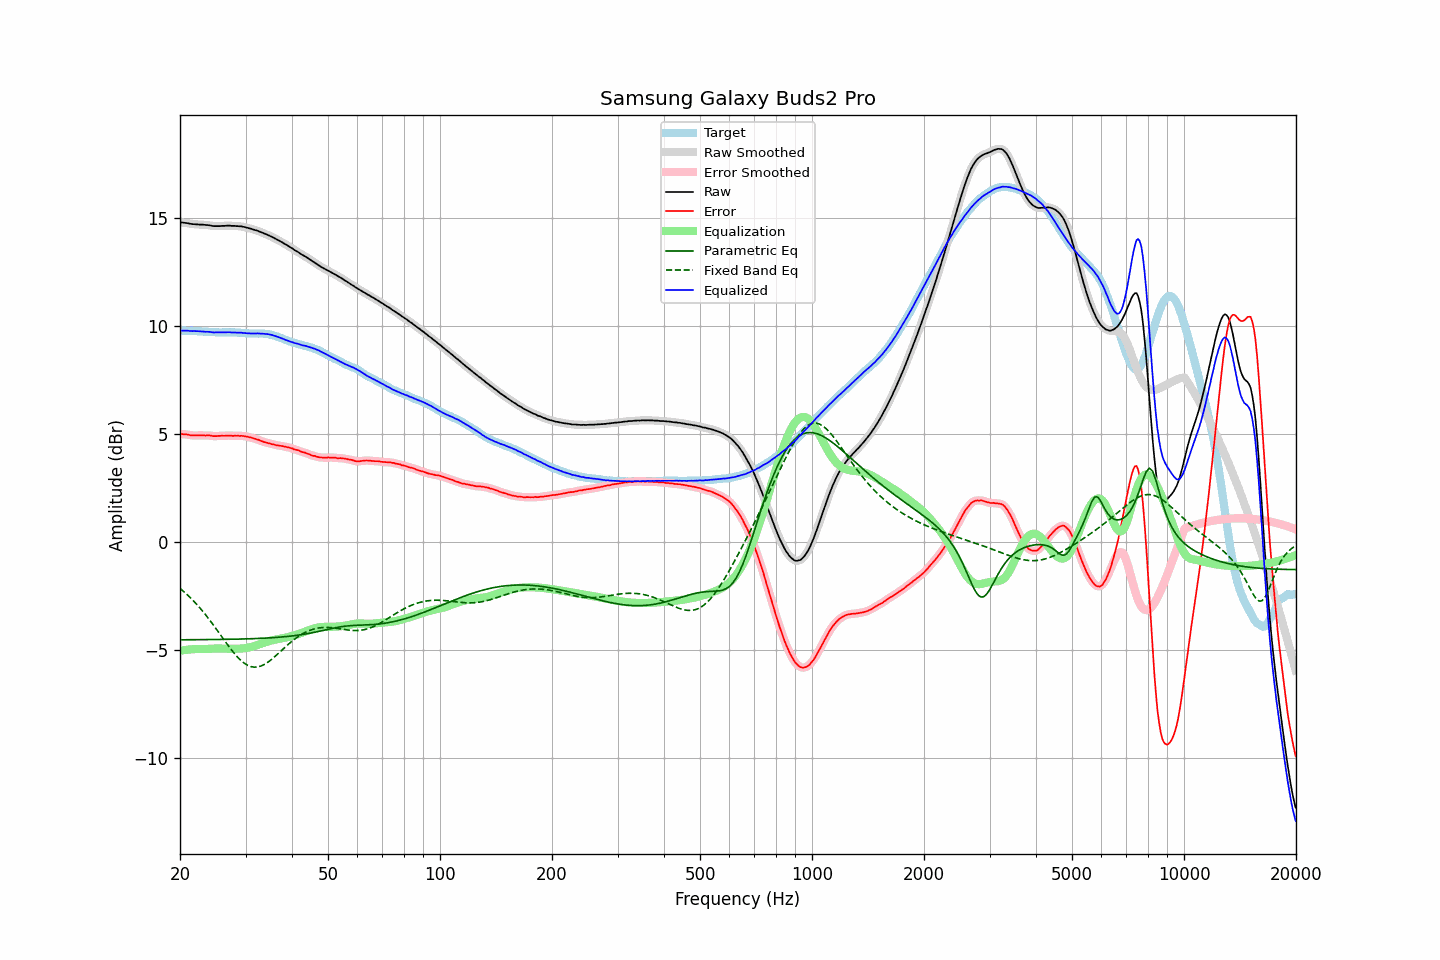 Samsung Galaxy Buds2 Pro
Target
Raw Smoothed
Error Smoothed
Raw
Error
Equalization
Parametric Eq
Fixed Band Eq
Equalized
Amplitude (dBr)
15
10
5
0
−5
−10
20
50
100
200
500
1000
2000
5000
10000
20000
Frequency (Hz)